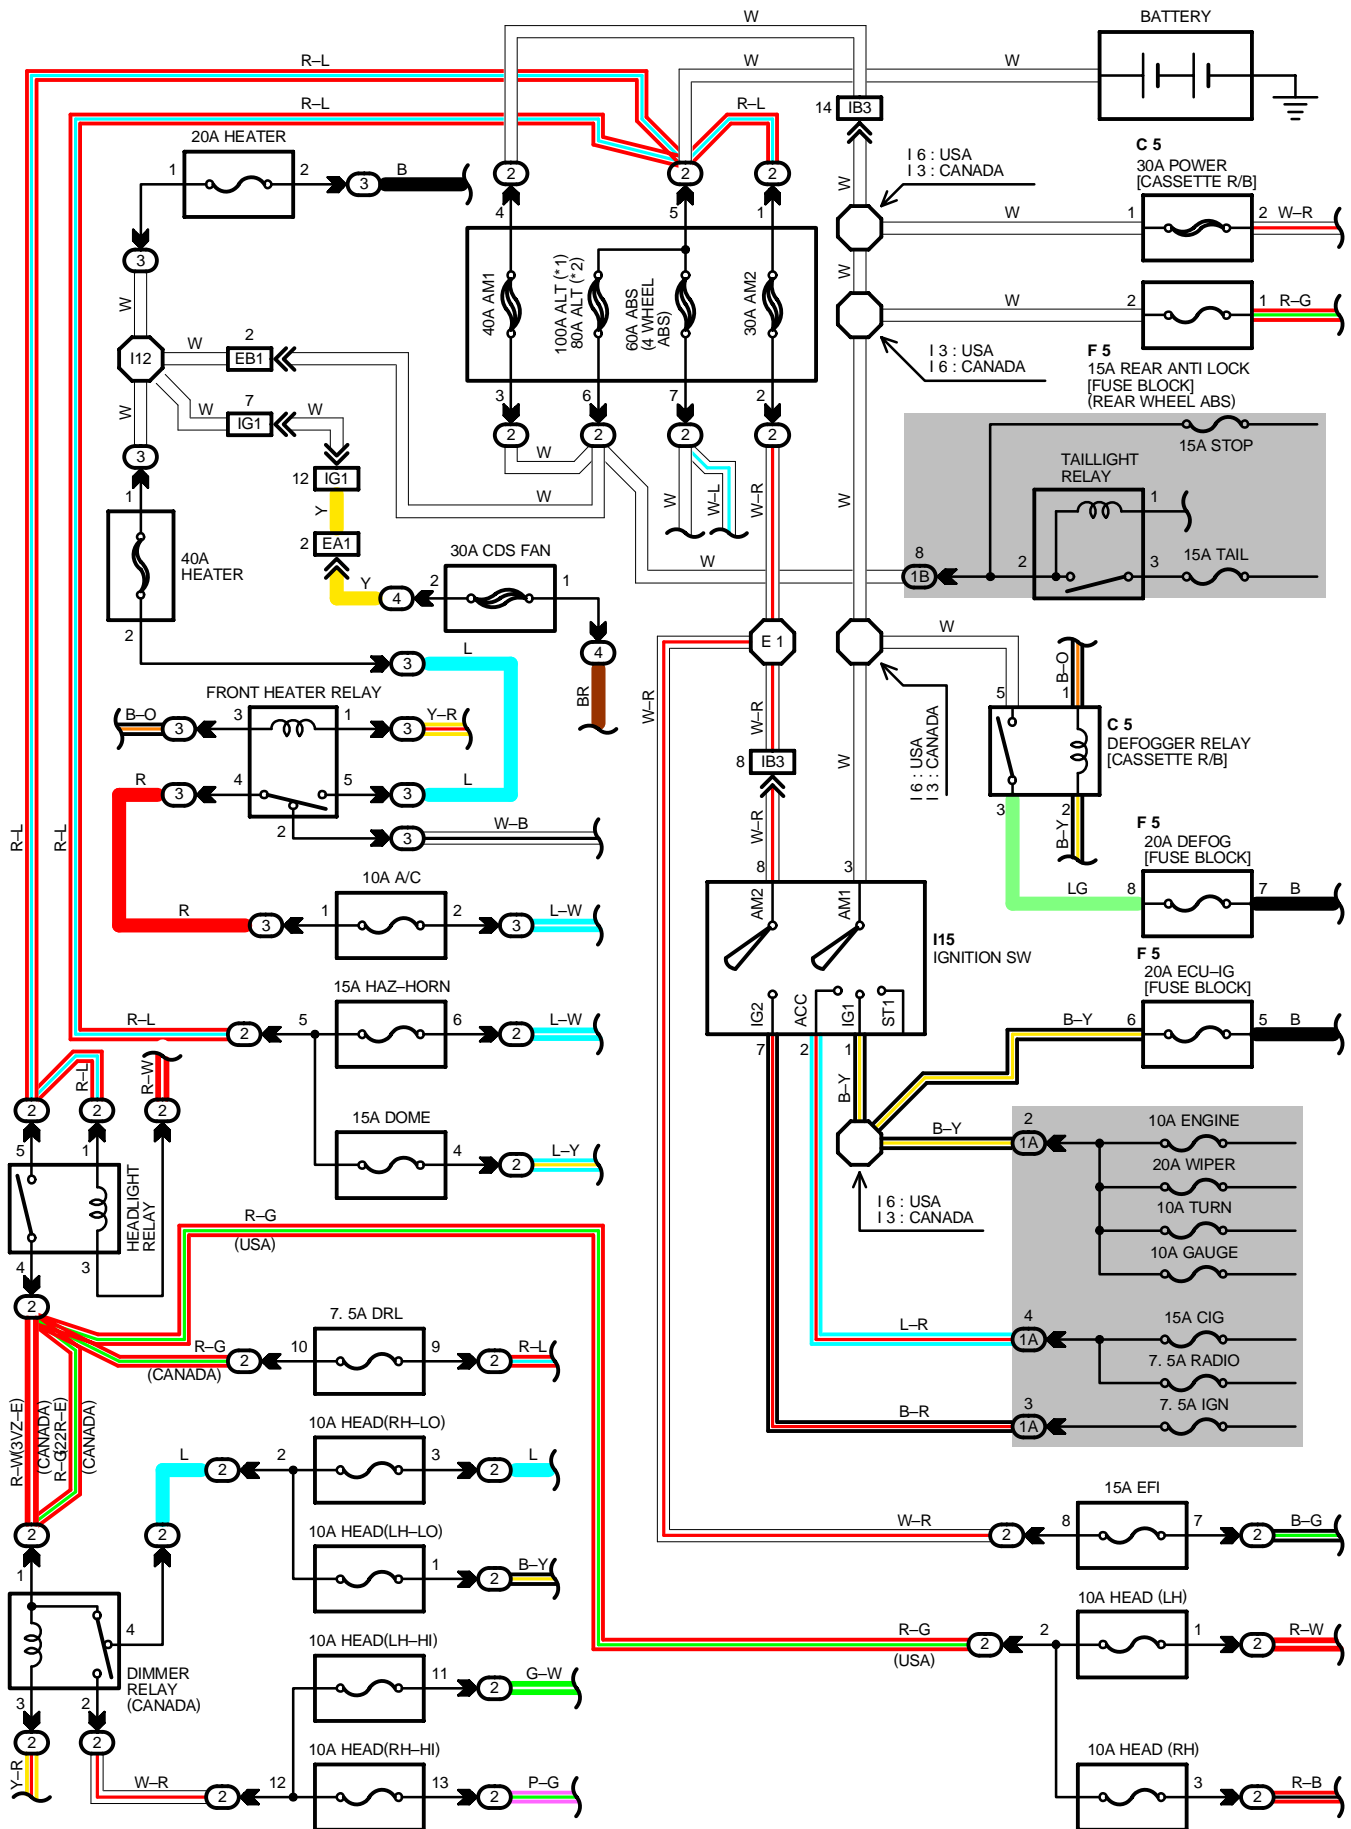 W
BATTERY
R–L
W
W
R–L
R–L
14 IB3
20A HEATER
1 2 3 B
I 6 : USA
I 3 : CANADA
C 5
30A POWER
[CASSETTE R/B]
2 2 2
W
4 5 1
W
1 2 W–R
3
40A AM1
100A ALT (*1)
80A ALT (*2)
60A ABS
(4 WHEEL
ABS)
30A AM2
W
W
W
2 1 R–G
I12
W
2
EB1
I 3 : USA
I 6 : CANADA
F 5
15A REAR ANTI LOCK
[FUSE BLOCK]
(REAR WHEEL ABS)
W
W
7
IG1
W
3 6 7 2
2 2 2 2
3
W
15A STOP
TAILLIGHT
RELAY
12 IG1
W
W
W–L
W–R
W
1
1
Y
2 EA1
40A
HEATER
30A CDS FAN
W
8
1B
2 3
15A TAIL
Y
4
2 1
2
E 1
W
4
3
L
BR
W–R
B–O
FRONT HEATER RELAY
B–O
3
3 1
3
Y–R
W–R
5 1
C 5
DEFOGGER RELAY
[CASSETTE R/B]
I 6 : USA
I 3 : CANADA
8 IB3
W
R
3
4 5
3
L
3 2
B–Y
2
3
W–B
W–R
R–L
R–L
F 5
20A DEFOG
[FUSE BLOCK]
8 3
10A A/C
LG
8 7 B
R
3
1 2
3
L–W
AM2
AM1
I15
IGNITION SW
F 5
20A ECU–IG
[FUSE BLOCK]
15A HAZ–HORN
IG2
ACC
IG1
ST1
R–L
2
5 6
2
L–W
B–Y
6 5 B
7 2 1
R–L
R–W
B–Y
2 2 2
15A DOME
B–Y
2
1A
10A ENGINE
5 1
4
2
L–Y
20A WIPER
HEADLIGHT
RELAY
I 6 : USA
I 3 : CANADA
10A TURN
R–G
(USA)
10A GAUGE
4 3
2
7. 5A DRL
4
1A
15A CIG
L–R
R–G
(CANADA)
2
10 9
2
R–L
7. 5A RADIO
R–W(3VZ–E)
(CANADA)
R–G(22R–E)
(CANADA)
10A HEAD(RH–LO)
B–R
3
1A
7. 5A IGN
L
2
2 3
2
L
15A EFI
2
2
10A HEAD(LH–LO)
W–R
2
8 7
2
B–G
1
1
2
B–Y
10A HEAD (LH)
4
10A HEAD(LH–HI)
R–G
(USA)
2
2 1
2
R–W
DIMMER
RELAY
(CANADA)
11
2
G–W
3 2
2 2
10A HEAD(RH–HI)
10A HEAD (RH)
Y–R
W–R
2
12 13
2
P–G
3
2
R–B